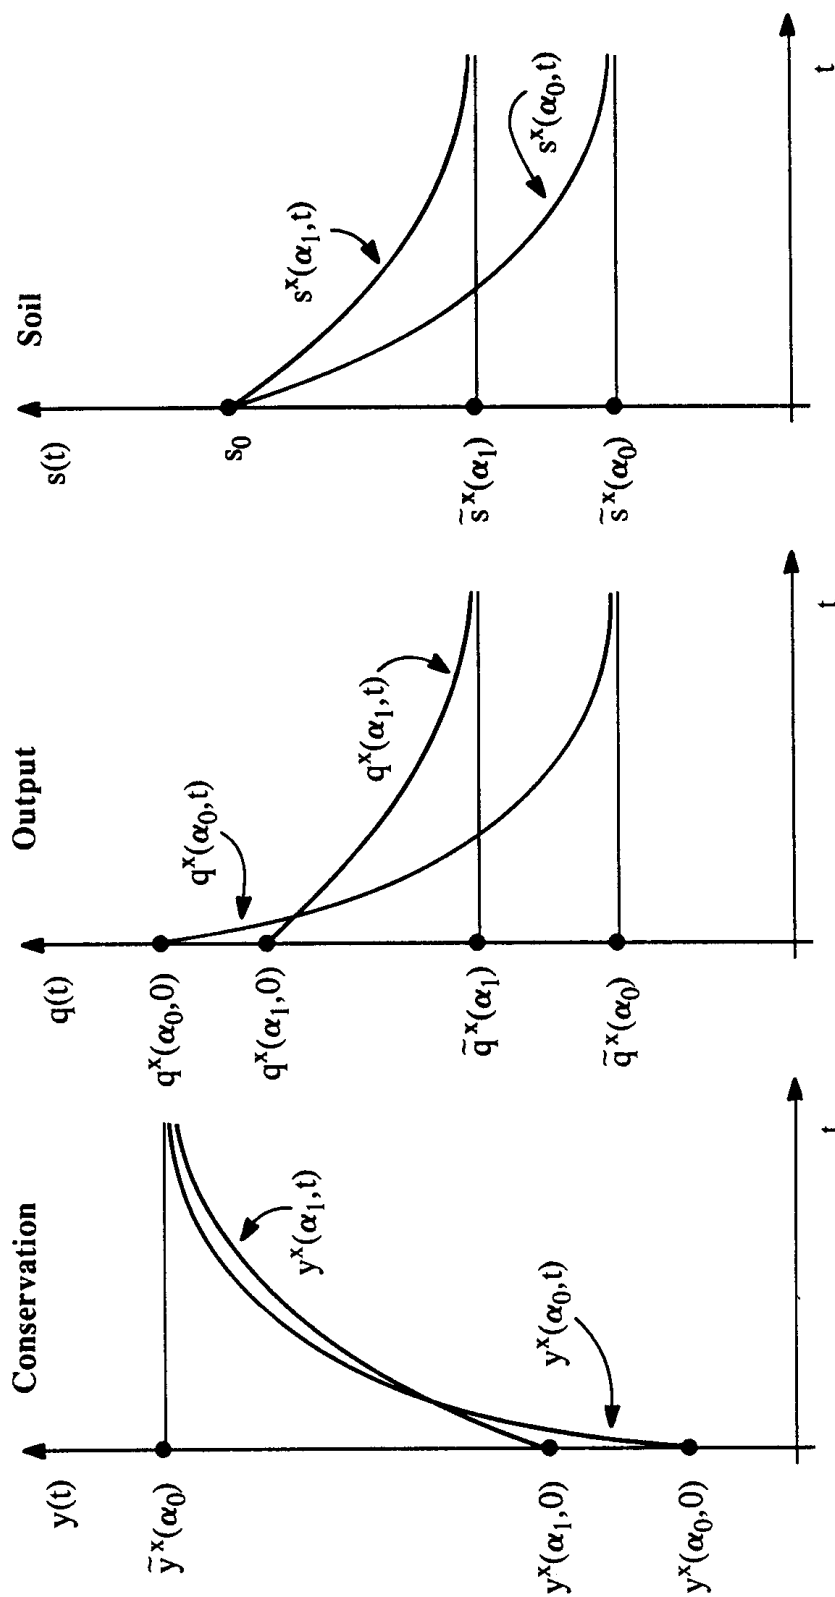 Conservation
y(t)
ỹˣ(α₀)
yˣ(α₁,t)
yˣ(α₀,t)
yˣ(α₁,0)
yˣ(α₀,0)
t
Output
q(t)
qˣ(α₀,0)
qˣ(α₀,t)
qˣ(α₁,0)
qˣ(α₁,t)
q̃ˣ(α₁)
q̃ˣ(α₀)
t
Soil
s(t)
s₀
sˣ(α₁,t)
sˣ(α₀,t)
s̃ˣ(α₁)
s̃ˣ(α₀)
t